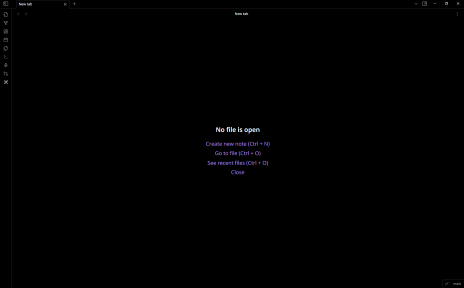 New tab
New tab
No file is open
Create new note (Ctrl + N)
Go to file (Ctrl + O)
See recent files (Ctrl + O)
Close